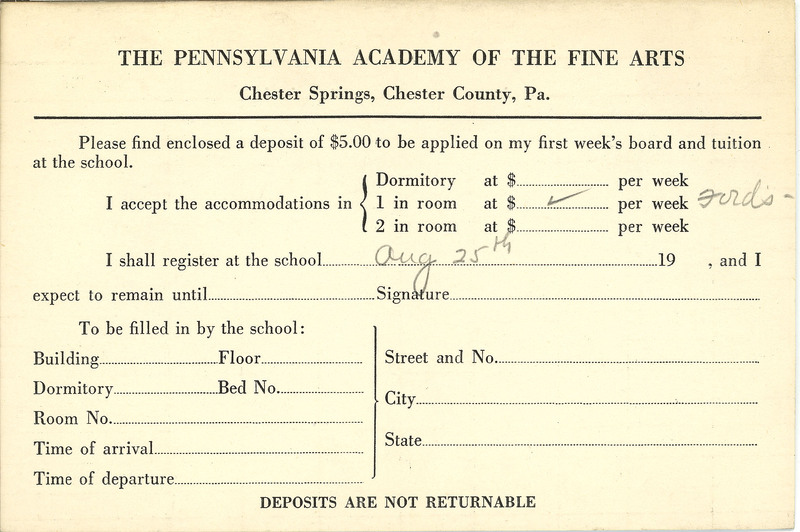 THE PENNSYLVANIA ACADEMY OF THE FINE ARTS
Chester Springs, Chester County, Pa.
Please find enclosed a deposit of $5.00 to be applied on my first week's board and tuition
at the school.
I accept the accommodations in { Dormitory at $ per week
1 in room at $ ✓ per week Ford's -
2 in room at $ per week
I shall register at the school Aug 25th 19 , and I
expect to remain until Signature
To be filled in by the school:
Building Floor
Dormitory Bed No.
Room No.
Time of arrival
Time of departure
Street and No.
City
State
DEPOSITS ARE NOT RETURNABLE